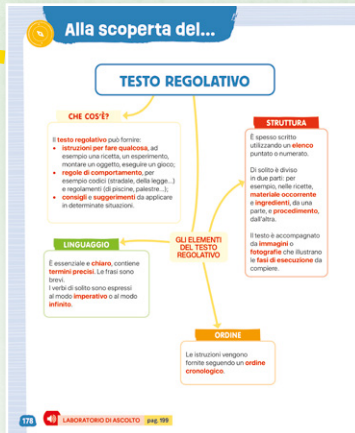 Alla scoperta del...
TESTO REGOLATIVO
CHE COS'È?
Il testo regolativo può fornire:
• istruzioni per fare qualcosa, ad
esempio una ricetta, un esperimento,
montare un oggetto, eseguire un gioco;
• regole di comportamento, per
esempio codici (stradale, della legge...)
e regolamenti (di piscine, palestre...);
• consigli e suggerimenti da applicare
in determinate situazioni.
STRUTTURA
È spesso scritto
utilizzando un elenco
puntato o numerato.
Di solito è diviso
in due parti: per
esempio, nelle ricette,
materiale occorrente
e ingredienti, da una
parte, e procedimento,
dall'altra.
Il testo è accompagnato
da immagini o
fotografie che illustrano
le fasi di esecuzione da
compiere.
LINGUAGGIO
È essenziale e chiaro, contiene
termini precisi. Le frasi sono
brevi.
I verbi di solito sono espressi
al modo imperativo o al modo
infinito.
GLI ELEMENTI
DEL TESTO
REGOLATIVO
ORDINE
Le istruzioni vengono
fornite seguendo un ordine
cronologico.
178 LABORATORIO DI ASCOLTO pag. 199